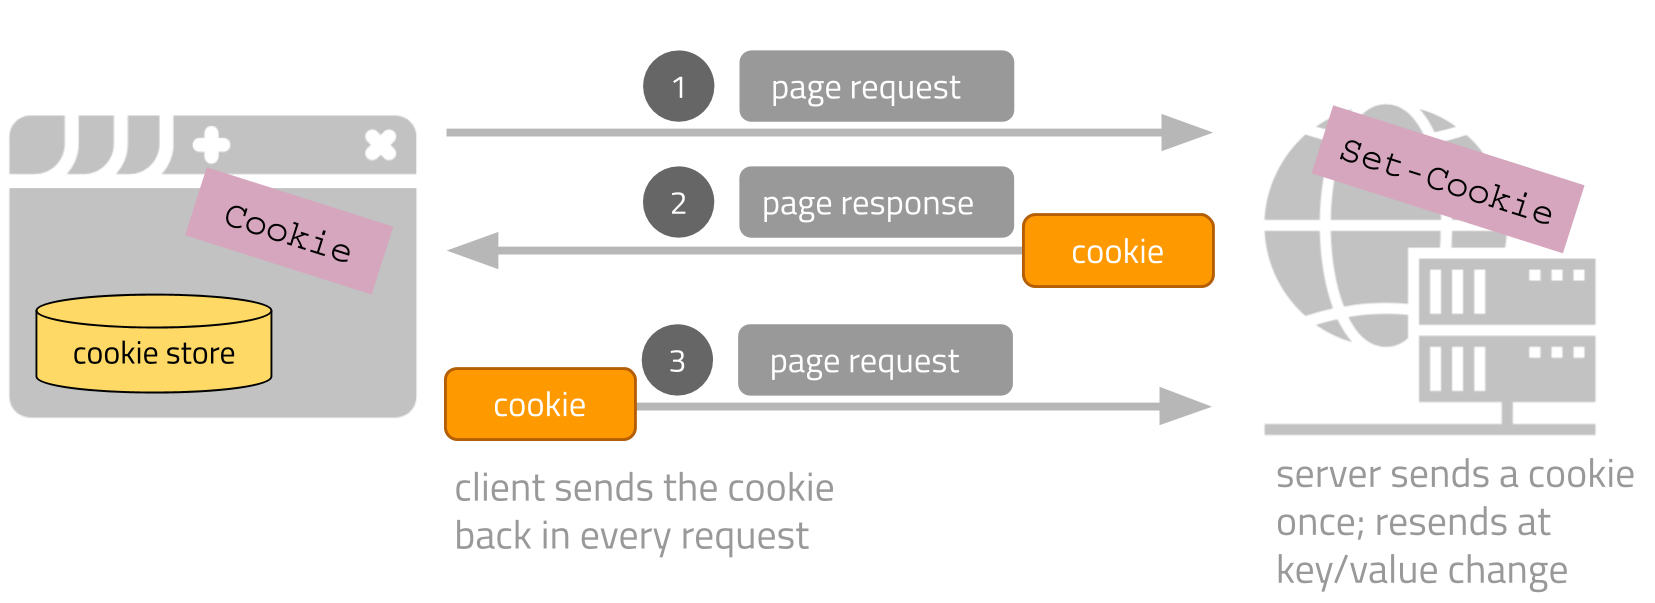 1
page request
2
page response
cookie
Cookie
Set-Cookie
cookie store
3
page request
cookie
client sends the cookie
back in every request
server sends a cookie
once; resends at
key/value change